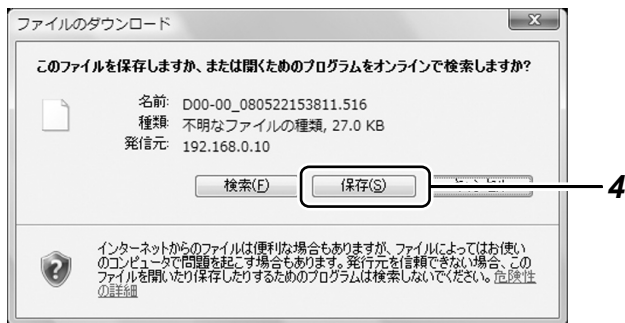 ファイルのダウンロード
このファイルを保存しますか、または開くためのプログラムをオンラインで検索しますか?
名前: D00-00_080522153811.516
種類: 不明なファイルの種類, 27.0 KB
発信元: 192.168.0.10
検索(F) 保存(S)
4
インターネットからのファイルは便利な場合もありますが、ファイルによってはお使い
のコンピュータで問題を起こす場合もあります。発行元を信頼できない場合、この
ファイルを開いたり保存したりするためのプログラムは検索しないでください。危険性
の詳細